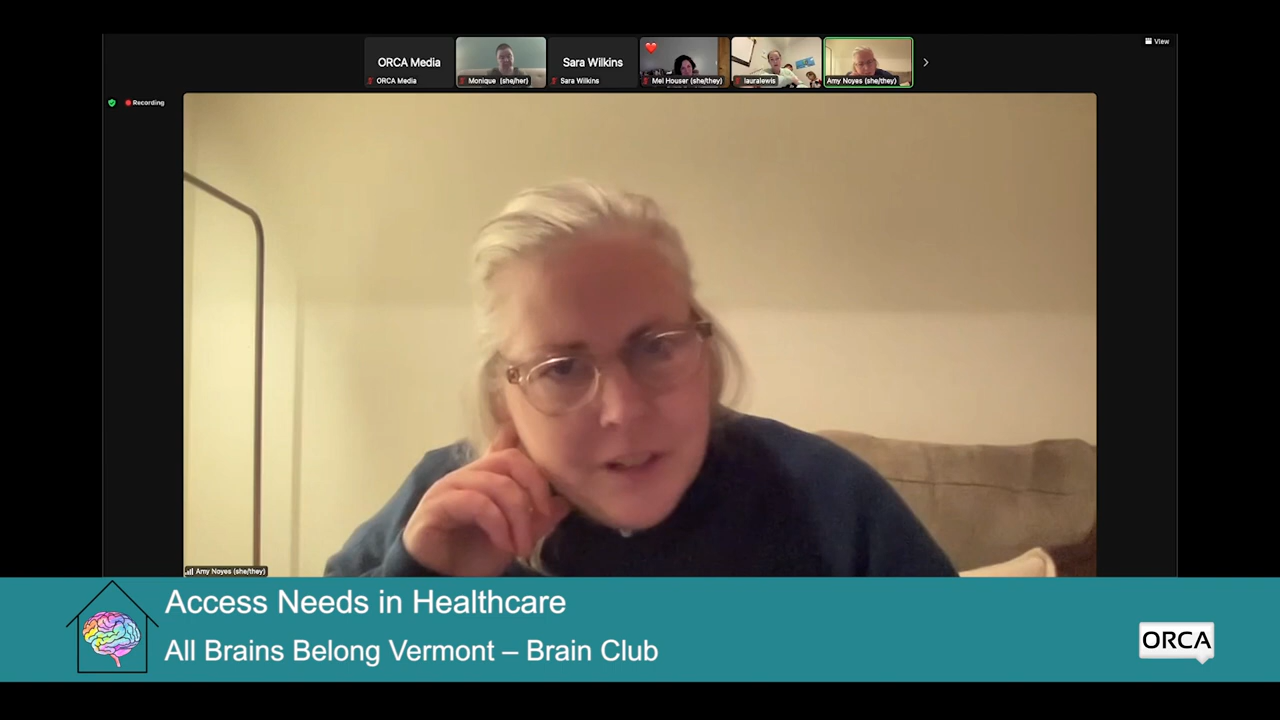 View
ORCA Media
Sara Wilkins
ORCA Media
Monique (she/her)
Sara Wilkins
Mel Houser (she/they)
lauralewis
Amy Noyes (she/they)
Recording
Amy Noyes (she/they)
Access Needs in Healthcare
All Brains Belong Vermont – Brain Club
ORCA